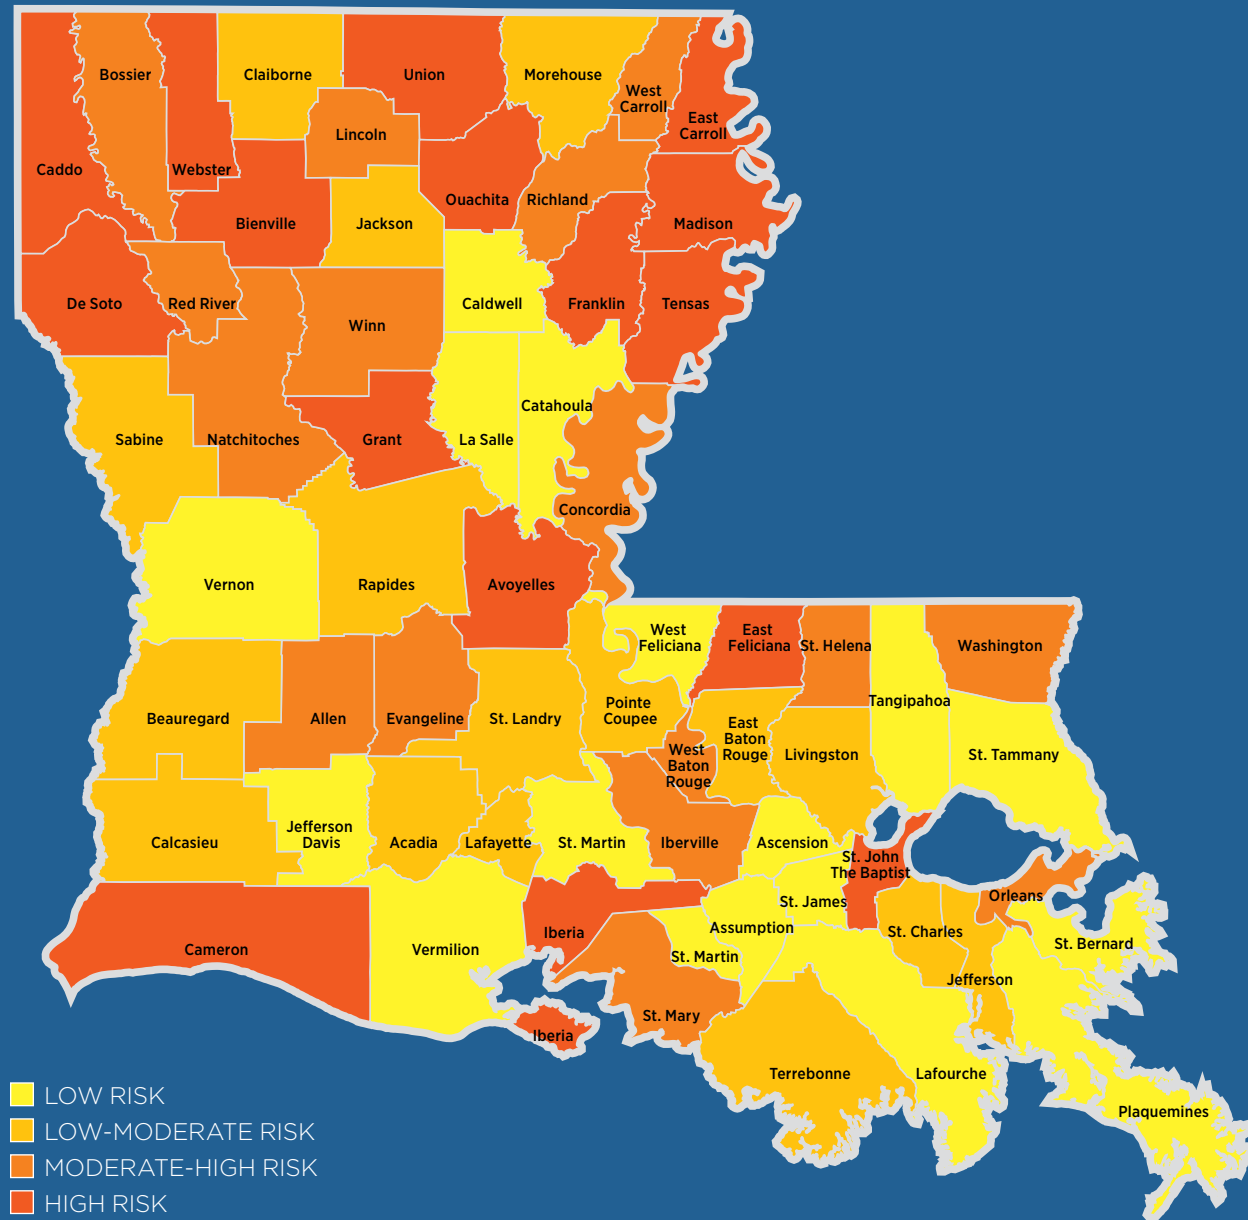 Bossier
Claiborne
Union
Morehouse
West
Carroll
East
Carroll
Lincoln
Caddo
Webster
Ouachita
Richland
Bienville
Jackson
Madison
De Soto
Red River
Caldwell
Franklin
Tensas
Winn
Catahoula
Sabine
Natchitoches
Grant
La Salle
Concordia
Vernon
Rapides
Avoyelles
West
Feliciana
East
Feliciana
St. Helena
Washington
Tangipahoa
Beauregard
Allen
Evangeline
St. Landry
Pointe
Coupee
East
Baton
Rouge
West
Baton
Rouge
Livingston
St. Tammany
Calcasieu
Jefferson
Davis
Acadia
Lafayette
St. Martin
Iberville
Ascension
St. John
The Baptist
St. James
Orleans
Cameron
Vermilion
Iberia
Assumption
St. Martin
St. Charles
St. Bernard
Jefferson
St. Mary
Iberia
Terrebonne
Lafourche
Plaquemines
LOW RISK
LOW-MODERATE RISK
MODERATE-HIGH RISK
HIGH RISK